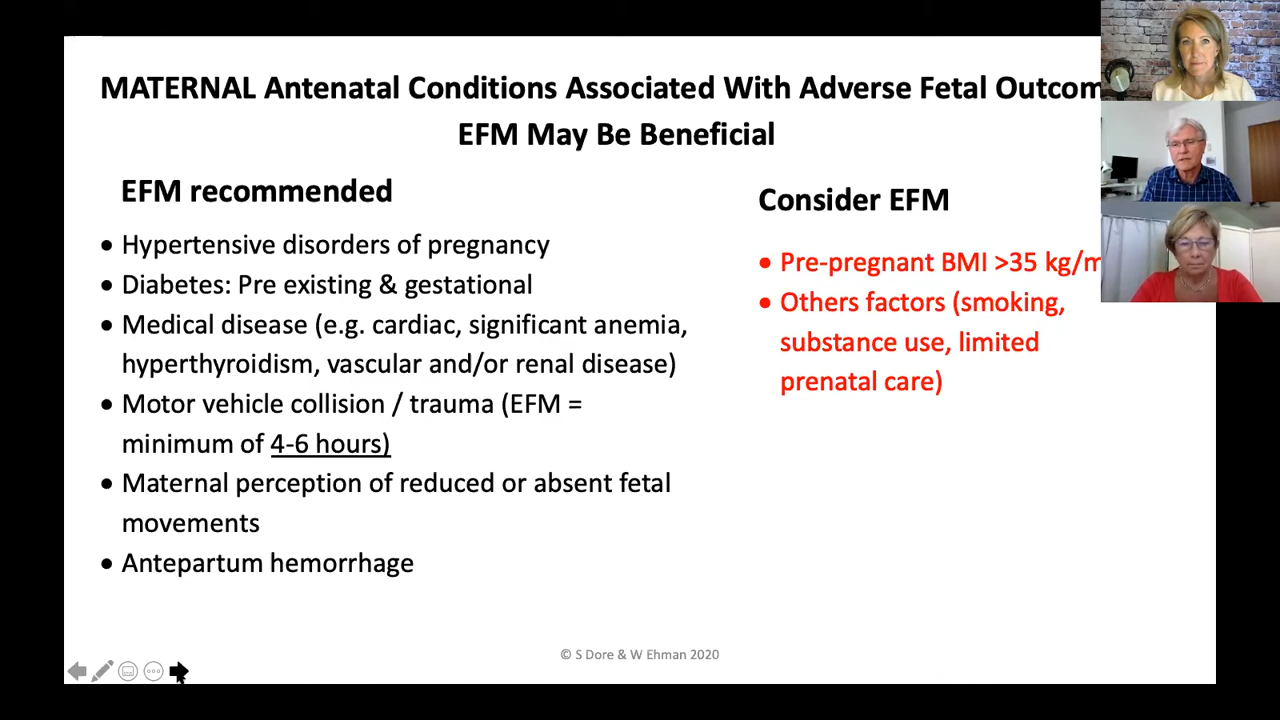 MATERNAL Antenatal Conditions Associated With Adverse Fetal Outcom
EFM May Be Beneficial
EFM recommended
• Hypertensive disorders of pregnancy
• Diabetes: Pre existing & gestational
• Medical disease (e.g. cardiac, significant anemia,
hyperthyroidism, vascular and/or renal disease)
• Motor vehicle collision / trauma (EFM =
minimum of 4-6 hours)
• Maternal perception of reduced or absent fetal
movements
• Antepartum hemorrhage
Consider EFM
• Pre-pregnant BMI >35 kg/m
• Others factors (smoking,
substance use, limited
prenatal care)
© S Dore & W Ehman 2020